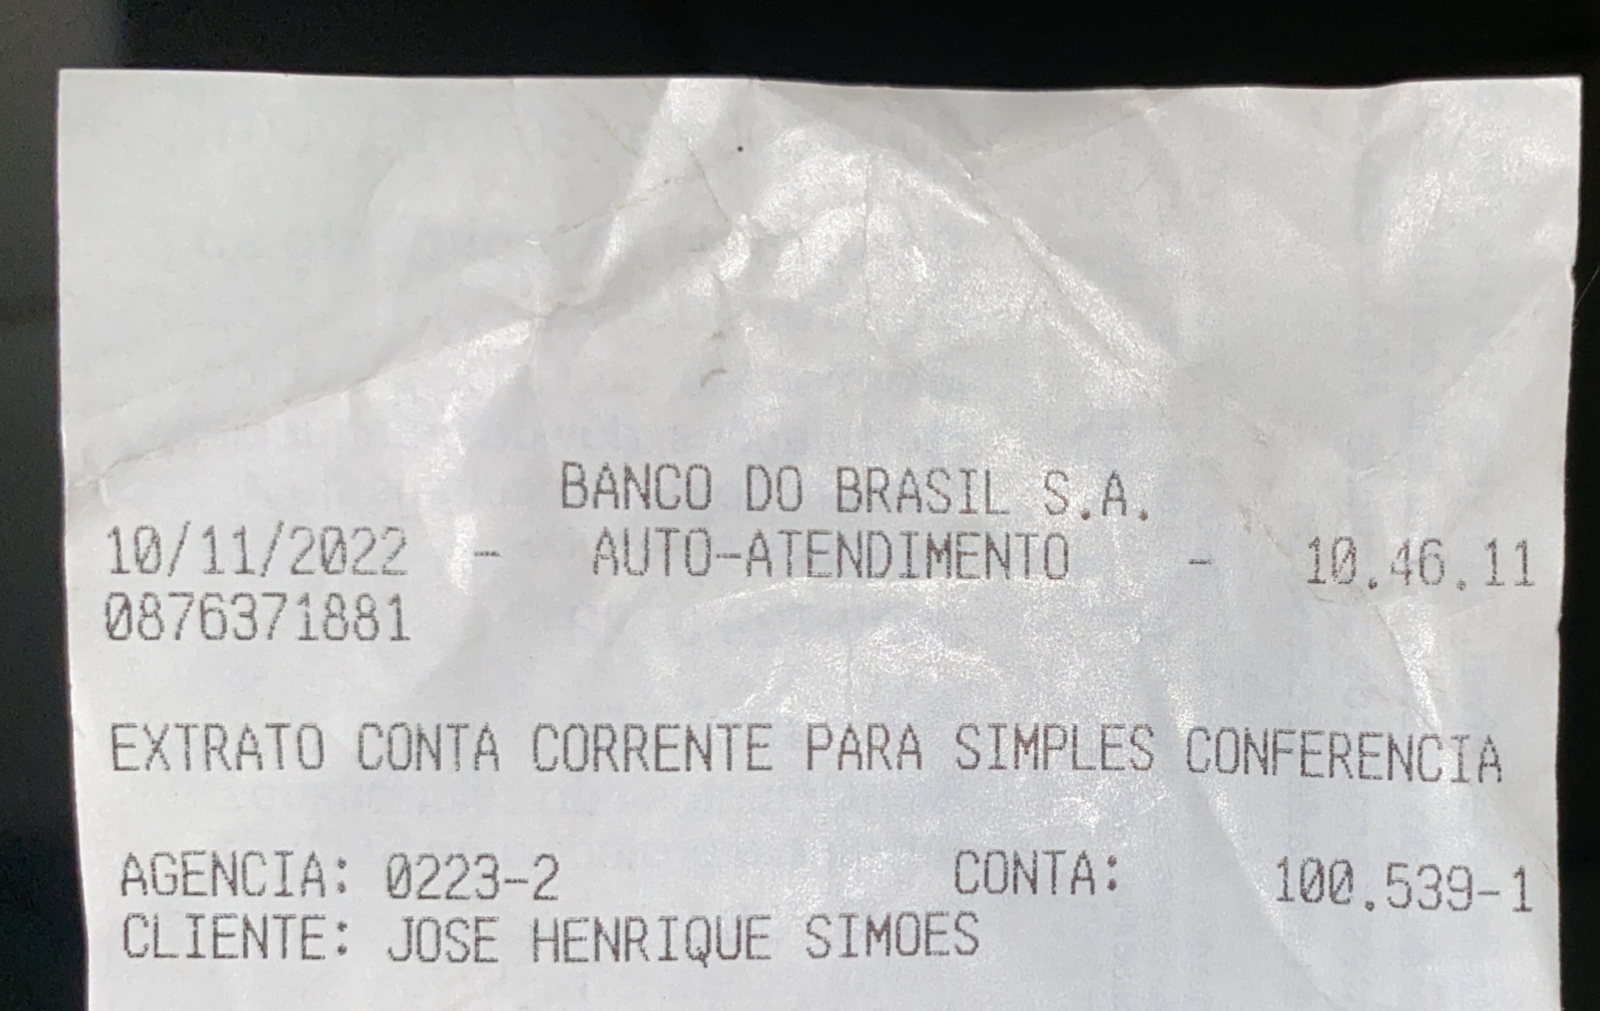 BANCO DO BRASIL S.A.
10/11/2022 - AUTO-ATENDIMENTO - 10.46.11
0876371881
EXTRATO CONTA CORRENTE PARA SIMPLES CONFERENCIA
AGENCIA: 0223-2 CONTA: 100.539-1
CLIENTE: JOSE HENRIQUE SIMOES